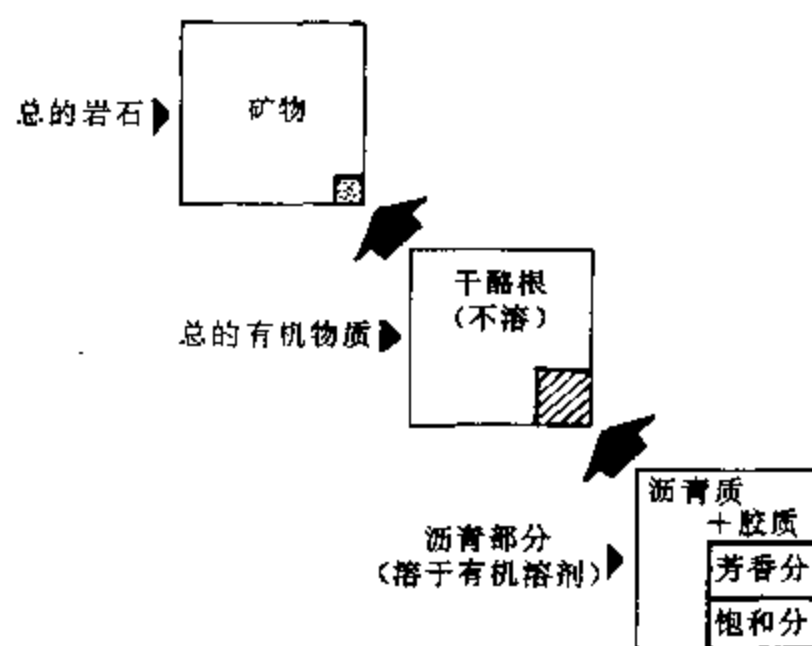 总的岩石
矿物
干酪根
（不溶）
总的有机物质
沥青质
＋胶质
沥青部分
（溶于有机溶剂）
芳香分
饱和分